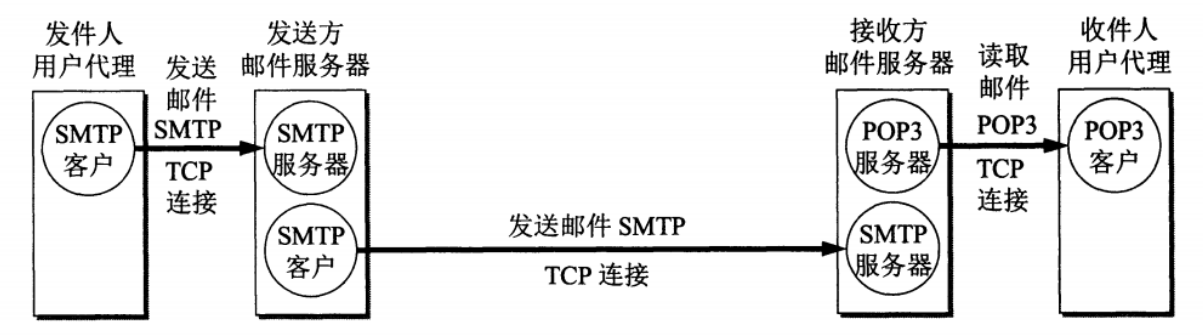 发件人
用户代理
发送
邮件
SMTP
TCP
连接
SMTP
客户
发送方
邮件服务器
SMTP
服务器
SMTP
客户
发送邮件 SMTP
TCP 连接
接收方
邮件服务器
POP3
服务器
SMTP
服务器
读取
邮件
POP3
TCP
连接
收件人
用户代理
POP3
客户